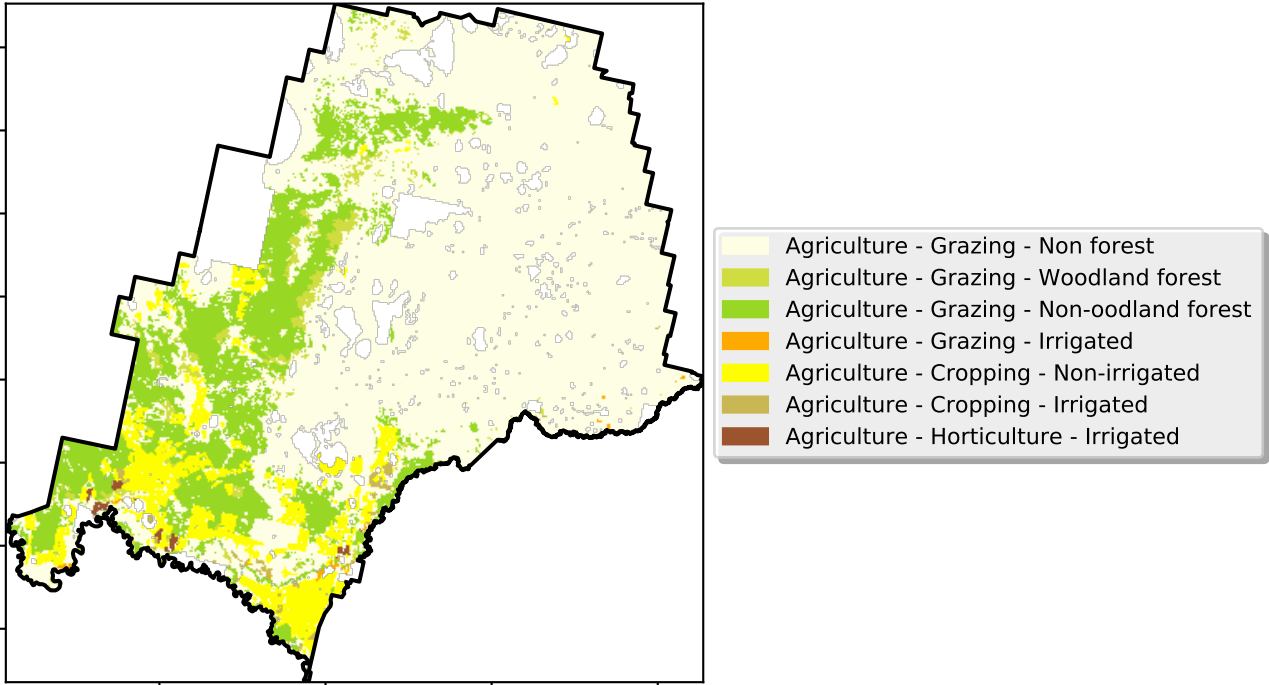 Agriculture - Grazing - Non forest
Agriculture - Grazing - Woodland forest
Agriculture - Grazing - Non-oodland forest
Agriculture - Grazing - Irrigated
Agriculture - Cropping - Non-irrigated
Agriculture - Cropping - Irrigated
Agriculture - Horticulture - Irrigated